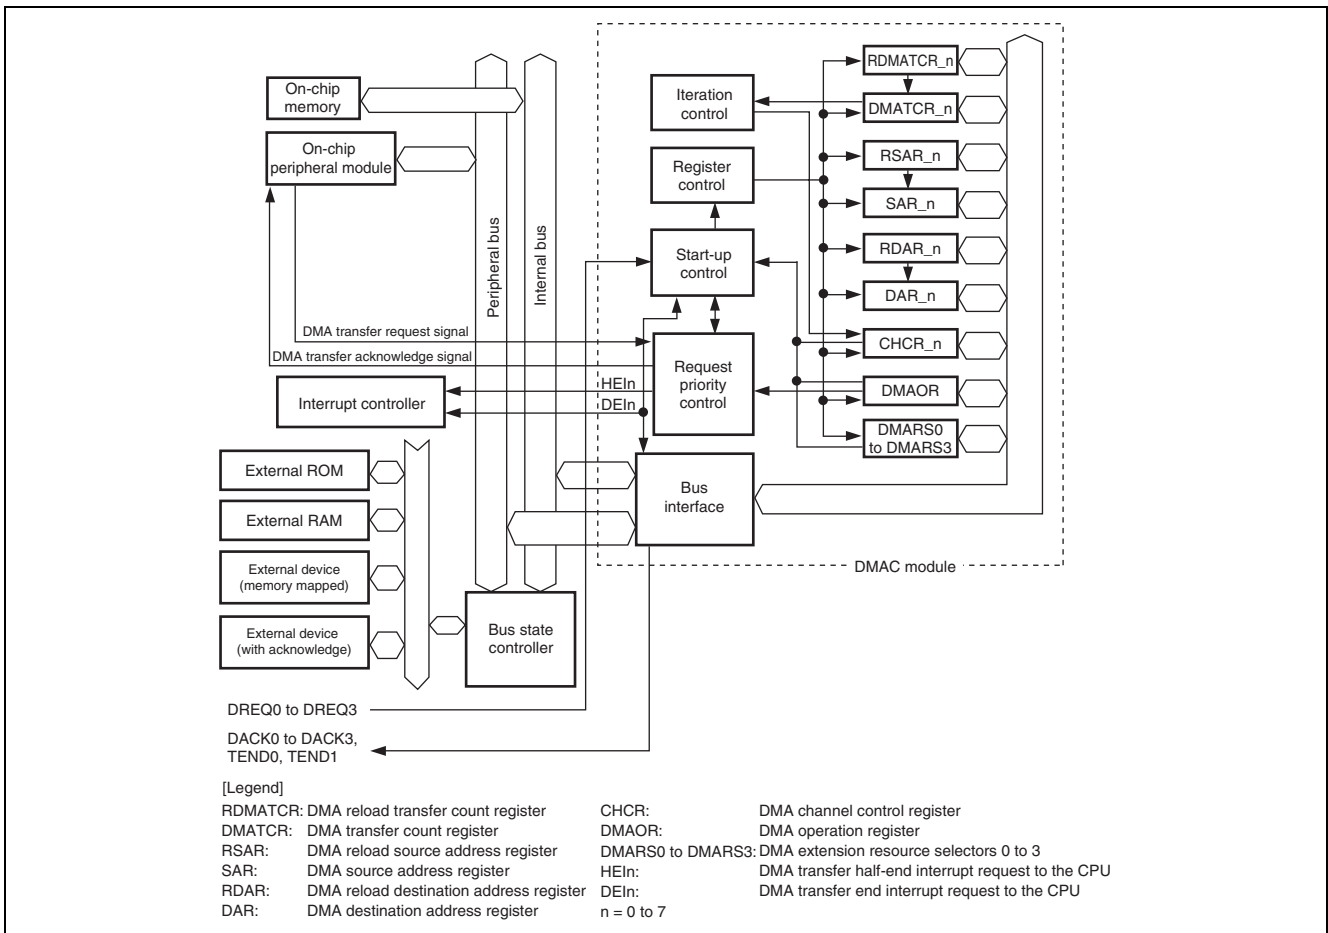 On-chip
memory
On-chip
peripheral module
Peripheral bus
Internal bus
Iteration
control
Register
control
Start-up
control
Request
priority
control
Bus
interface
RDMATCR_n
DMATCR_n
RSAR_n
SAR_n
RDAR_n
DAR_n
CHCR_n
DMAOR
DMARS0
to DMARS3
DMA transfer request signal
DMA transfer acknowledge signal
HEIn
DEIn
Interrupt controller
External ROM
External RAM
External device
(memory mapped)
External device
(with acknowledge)
Bus state
controller
DMAC module
DREQ0 to DREQ3
DACK0 to DACK3,
TEND0, TEND1
[Legend]
RDMATCR: DMA reload transfer count register
DMATCR: DMA transfer count register
RSAR: DMA reload source address register
SAR: DMA source address register
RDAR: DMA reload destination address register
DAR: DMA destination address register
CHCR: DMA channel control register
DMAOR: DMA operation register
DMARS0 to DMARS3: DMA extension resource selectors 0 to 3
HEIn: DMA transfer half-end interrupt request to the CPU
DEIn: DMA transfer end interrupt request to the CPU
n = 0 to 7